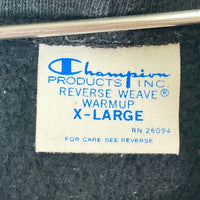 Champion
PRODUCTS INC.
REVERSE WEAVE®
WARMUP
X-LARGE
RN 26094
FOR CARE SEE REVERSE